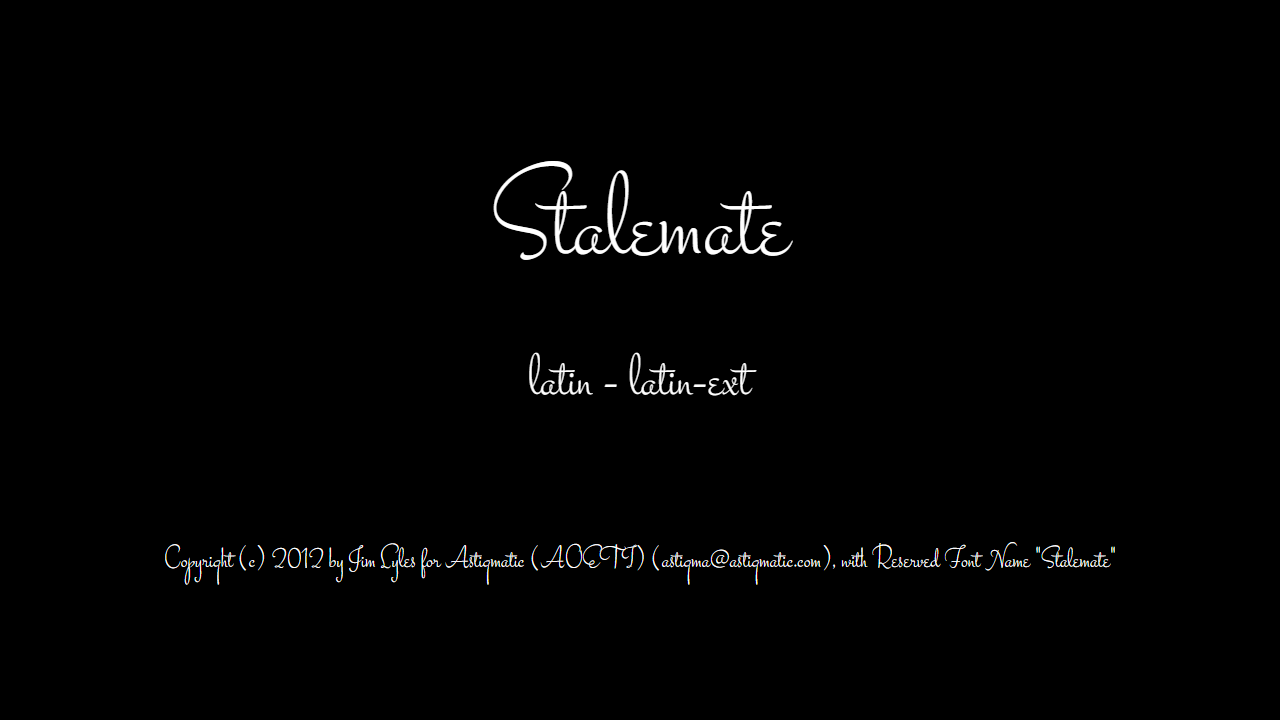 Stalemate
latin - latin-ext
Copyright (c) 2012 by Jim Lyles for Astigmatic (AOETI) (astigma@astigmatic.com), with Reserved Font Name "Stalemate"